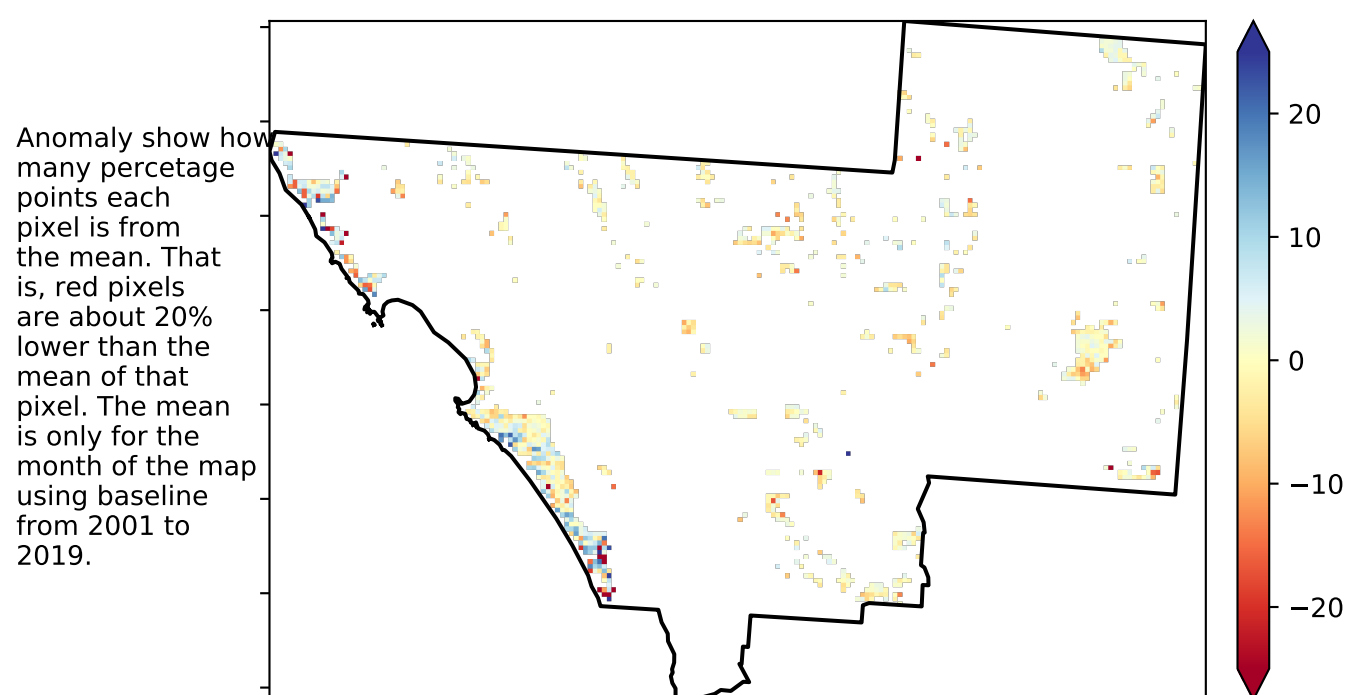 Anomaly show how
many percetage
points each
pixel is from
the mean. That
is, red pixels
are about 20%
lower than the
mean of that
pixel. The mean
is only for the
month of the map
using baseline
from 2001 to
2019.
20
10
0
−10
−20